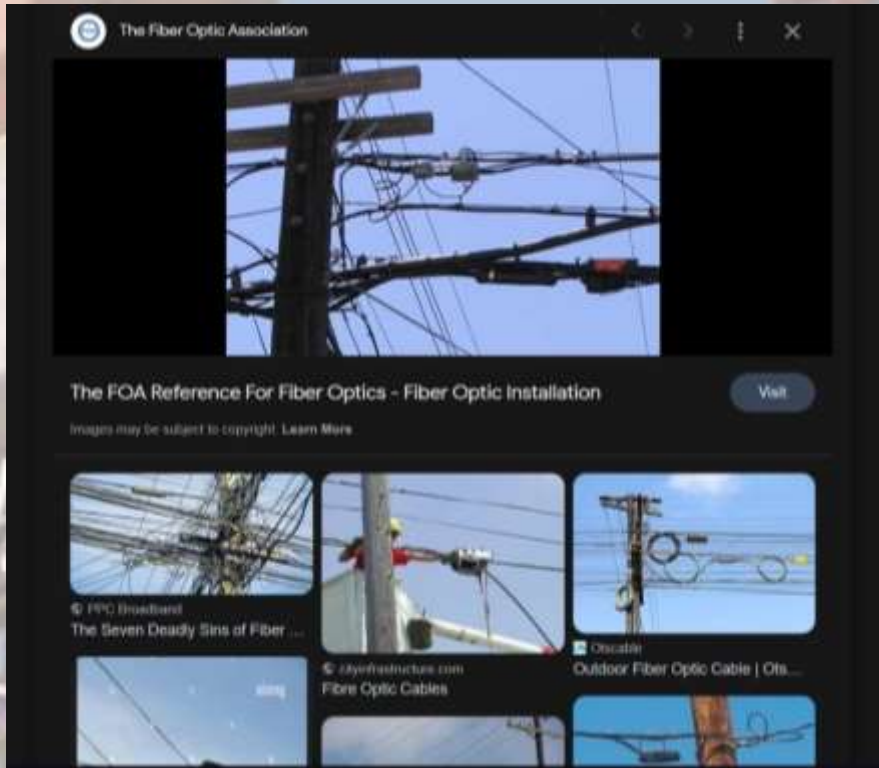 The Fiber Optic Association
The FOA Reference For Fiber Optics - Fiber Optic Installation
Visit
Images may be subject to copyright. Learn More
PPC Broadband
The Seven Deadly Sins of Fiber ...
cityinfrastructure.com
Fibre Optic Cables
Otscable
Outdoor Fiber Optic Cable | Ots...